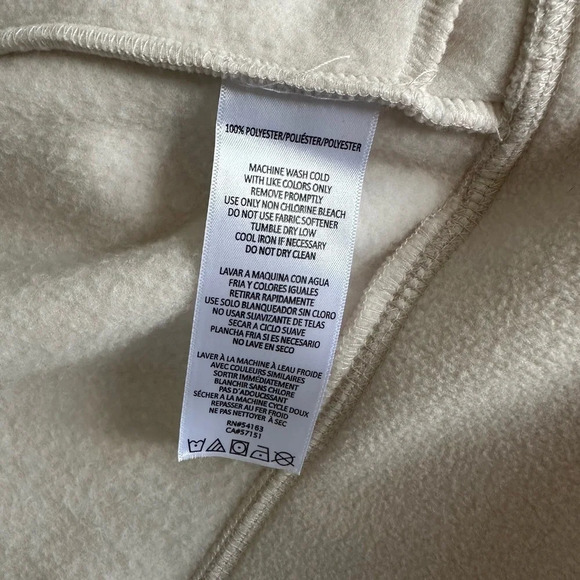 100% POLYESTER/POLIÉSTER/POLYESTER
MACHINE WASH COLD
WITH LIKE COLORS ONLY
REMOVE PROMPTLY
USE ONLY NON CHLORINE BLEACH
DO NOT USE FABRIC SOFTENER
TUMBLE DRY LOW
COOL IRON IF NECESSARY
DO NOT DRY CLEAN
LAVAR A MAQUINA CON AGUA
FRIA Y COLORES IGUALES
RETIRAR RAPIDAMENTE
USE SOLO BLANQUEADOR SIN CLORO
NO USAR SUAVIZANTE DE TELAS
SECAR A CICLO SUAVE
PLANCHA FRIA SI ES NECESARIO
NO LAVE EN SECO
LAVER À LA MACHINE À LEAU FROIDE
AVEC COULEURS SIMILAIRES
SORTIR IMMÉDIATEMENT
BLANCHIR SANS CHLORE
PAS D'ADOUCISSANT
SÉCHER A LA MACHINE CYCLE DOUX
REPASSER AU FER FROID
NE PAS NETTOYER À SEC
RN#54163
CA#57151